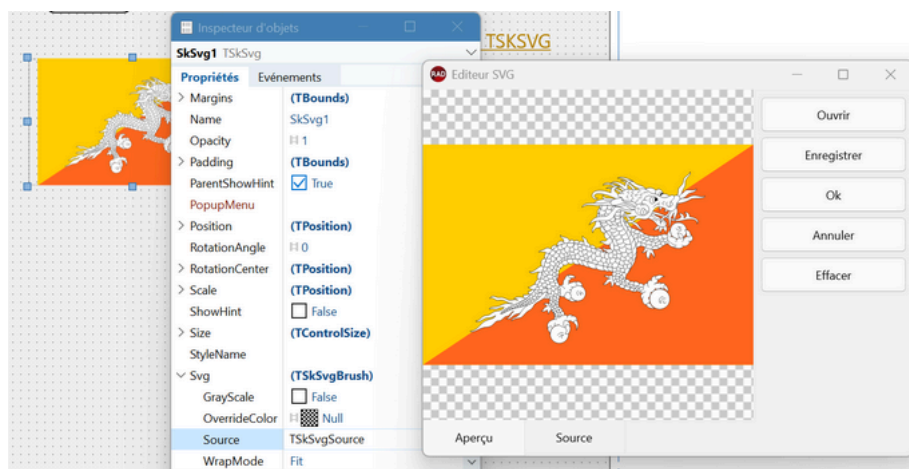 Inspecteur d'objets
TSKSVG
SkSvg1 TSkSvg
Propriétés Evénements
Margins (TBounds)
Name SkSvg1
Opacity 1
Padding (TBounds)
ParentShowHint True
PopupMenu
Position (TPosition)
RotationAngle 0
RotationCenter (TPosition)
Scale (TPosition)
ShowHint False
Size (TControlSize)
StyleName
Svg (TSkSvgBrush)
GrayScale False
OverrideColor Null
Source TSkSvgSource
WrapMode Fit
RAD Editeur SVG
Ouvrir
Enregistrer
Ok
Annuler
Effacer
Aperçu Source